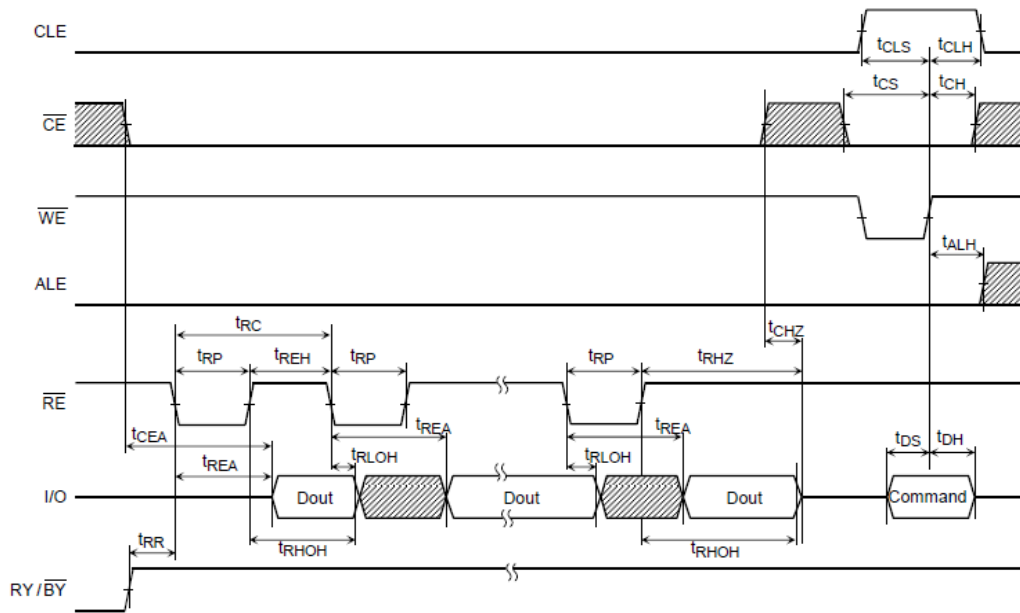 CLE
tCLS tCLH
tCS tCH
CE
WE
tALH
ALE
tRC tCHZ
tRP tREH tRP tRP tRHZ
RE
tCEA tREA tREA
tREA tRLOH tRLOH tDS tDH
I/O Dout Dout Dout Command
tRR tRHOH tRHOH
RY/BY